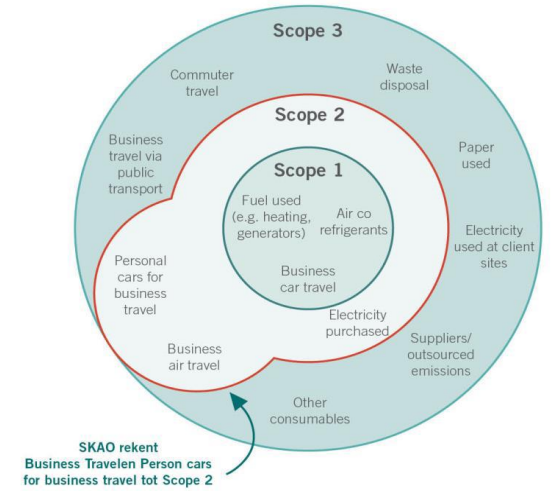 Scope 3
Commuter
travel
Waste
disposal
Scope 2
Business
travel via
public
transport
Paper
used
Scope 1
Fuel used
(e.g. heating,
generators)
Air co
refrigerants
Electricity
used at client
sites
Personal
cars for
business
travel
Business
car travel
Electricity
purchased
Business
air travel
Suppliers/
outsourced
emissions
Other
consumables
SKAO rekent
Business Travelen Person cars
for business travel tot Scope 2